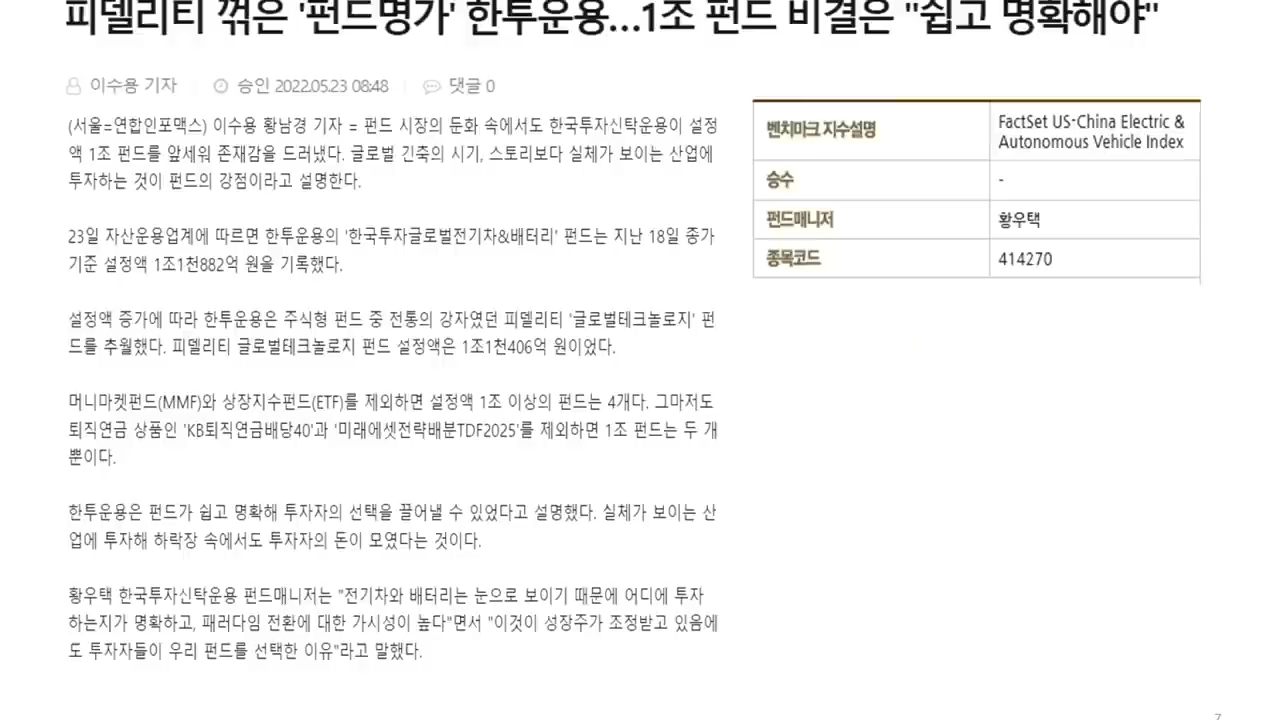 피델리티 꺾은 '펀드명가' 한투운용…1조 펀드 비결은 "쉽고 명확해야"
이수용 기자 승인 2022.05.23 08:48 댓글 0
(서울=연합인포맥스) 이수용 황남경 기자 = 펀드 시장의 둔화 속에서도 한국투자신탁운용이 설정
액 1조 펀드를 앞세워 존재감을 드러냈다. 글로벌 긴축의 시기, 스토리보다 실체가 보이는 산업에
투자하는 것이 펀드의 강점이라고 설명한다.
23일 자산운용업계에 따르면 한투운용의 '한국투자글로벌전기차&배터리' 펀드는 지난 18일 종가
기준 설정액 1조1천882억 원을 기록했다.
설정액 증가에 따라 한투운용은 주식형 펀드 중 전통의 강자였던 피델리티 '글로벌테크놀로지' 펀
드를 추월했다. 피델리티 글로벌테크놀로지 펀드 설정액은 1조1천406억 원이었다.
머니마켓펀드(MMF)와 상장지수펀드(ETF)를 제외하면 설정액 1조 이상의 펀드는 4개다. 그마저도
퇴직연금 상품인 'KB퇴직연금배당40'과 '미래에셋전략배분TDF2025'를 제외하면 1조 펀드는 두 개
뿐이다.
한투운용은 펀드가 쉽고 명확해 투자자의 선택을 끌어낼 수 있었다고 설명했다. 실체가 보이는 산
업에 투자해 하락장 속에서도 투자자의 돈이 모였다는 것이다.
황우택 한국투자신탁운용 펀드매니저는 "전기차와 배터리는 눈으로 보이기 때문에 어디에 투자
하는지가 명확하고, 패러다임 전환에 대한 가시성이 높다"면서 "이것이 성장주가 조정받고 있음에
도 투자자들이 우리 펀드를 선택한 이유"라고 말했다.
벤치마크 지수설명 FactSet US-China Electric &
Autonomous Vehicle Index
승수 -
펀드매니저 황우택
종목코드 414270
7